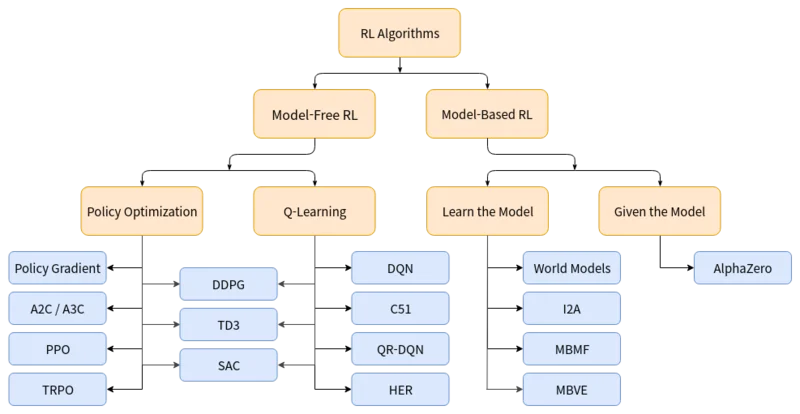 RL Algorithms
Model-Free RL
Model-Based RL
Policy Optimization
Q-Learning
Learn the Model
Given the Model
Policy Gradient
DDPG
DQN
World Models
AlphaZero
A2C / A3C
TD3
C51
I2A
PPO
SAC
QR-DQN
MBMF
TRPO
HER
MBVE